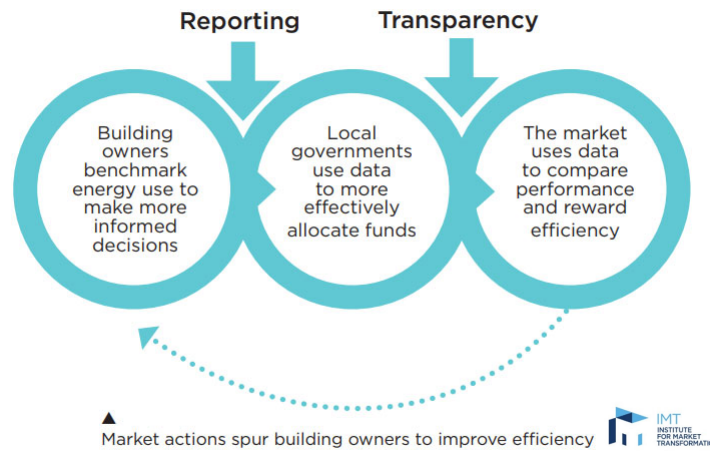 Reporting
Transparency
Building
owners
benchmark
energy use to
make more
informed
decisions
Local
governments
use data
to more
effectively
allocate funds
The market
uses data
to compare
performance
and reward
efficiency
▲
Market actions spur building owners to improve efficiency
IMT
INSTITUTE
FOR MARKET
TRANSFORMATIO